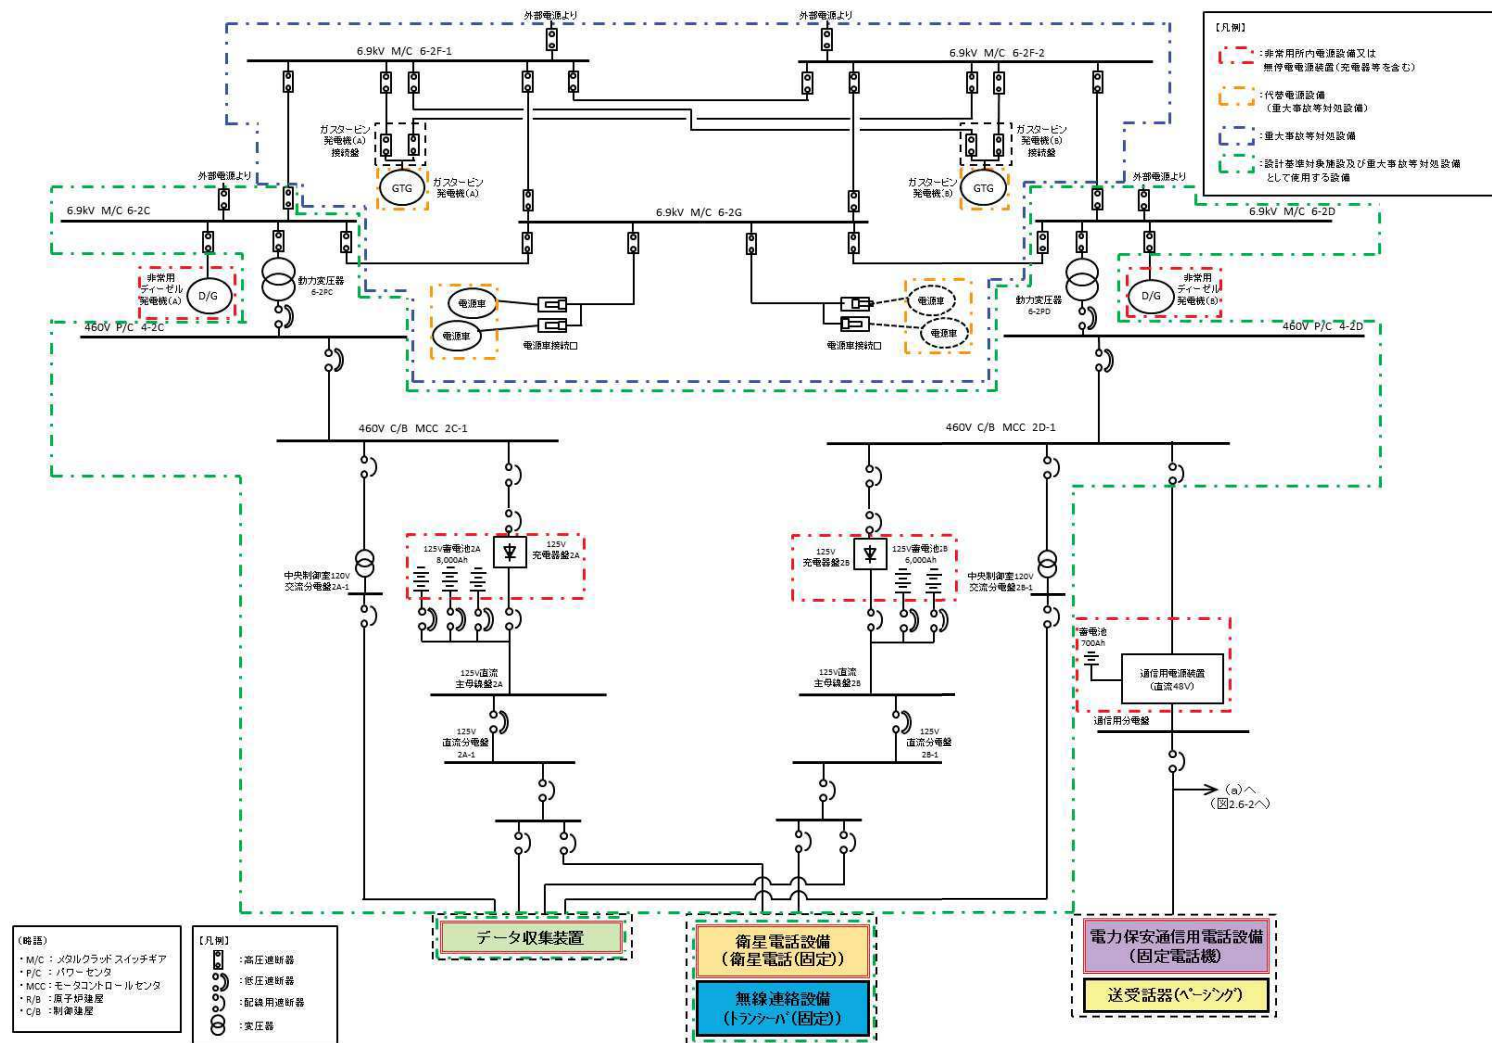 外部電源より
外部電源より
6.9kV M/C 6-2F-1
6.9kV M/C 6-2F-2
【凡例】
:非常用所内電源設備又は
無停電電源装置(充電器等を含む)
:代替電源設備
(重大事故等対処設備)
:重大事故等対処設備
:設計基準対象施設及び重大事故等対処設備
として使用する設備
ガスタービン
発電機(A)
接続盤
ガスタービン
発電機(B)
接続盤
GTG
ガスタービン
発電機(A)
ガスタービン
発電機(B)
GTG
外部電源より
外部電源より
6.9kV M/C 6-2C
6.9kV M/C 6-2G
6.9kV M/C 6-2D
非常用
ディーゼル
発電機(A)
D/G
動力変圧器
6-2PC
電源車
電源車
電源車接続口
電源車
電源車
電源車接続口
動力変圧器
6-2PD
D/G
非常用
ディーゼル
発電機(B)
460V P/C 4-2C
460V P/C 4-2D
460V C/B MCC 2C-1
460V C/B MCC 2D-1
125V蓄電池2A
8,000Ah
125V
充電器盤2A
125V
充電器盤2B
125V蓄電池2B
6,000Ah
中央制御室120V
交流分電盤2A-1
中央制御室120V
交流分電盤2B-1
蓄電池
700Ah
通信用電源装置
(直流48V)
通信用分電盤
125V直流
主母線盤2A
125V直流
主母線盤2B
125V
直流分電盤
2A-1
125V
直流分電盤
2B-1
(a)へ
(図2.6-2へ)
データ収集装置
衛星電話設備
(衛星電話(固定))
無線連絡設備
(トランシーバ(固定))
電力保安通信用電話設備
(固定電話機)
送受話器(ページング)
(略語)
・M/C : メタルクラッドスイッチギア
・P/C : パワーセンタ
・MCC : モータコントロールセンタ
・R/B : 原子炉建屋
・C/B : 制御建屋
【凡例】
:高圧遮断器
:低圧遮断器
:配線用遮断器
:変圧器